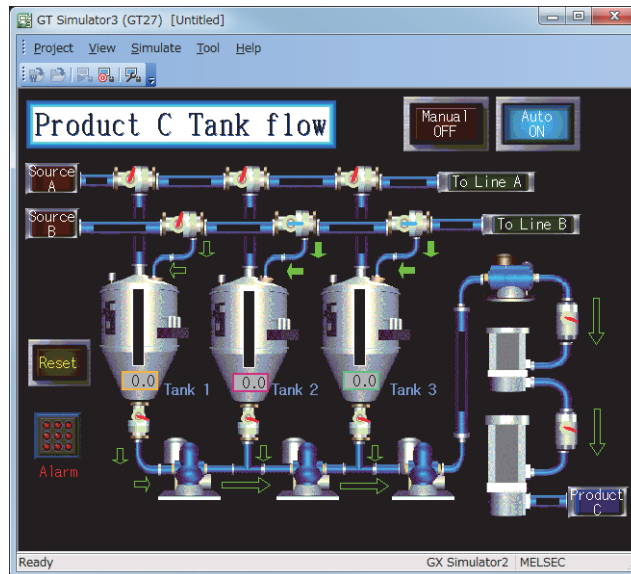 GT Simulator3 (GT27) [Untitled]
Project View Simulate Tool Help
Product C Tank flow
Manual
OFF
Auto
ON
Source
A
To Line A
Source
B
To Line B
Reset
0.0
Tank 1
0.0
Tank 2
0.0
Tank 3
Alarm
Product
C
Ready
GX Simulator2
MELSEC